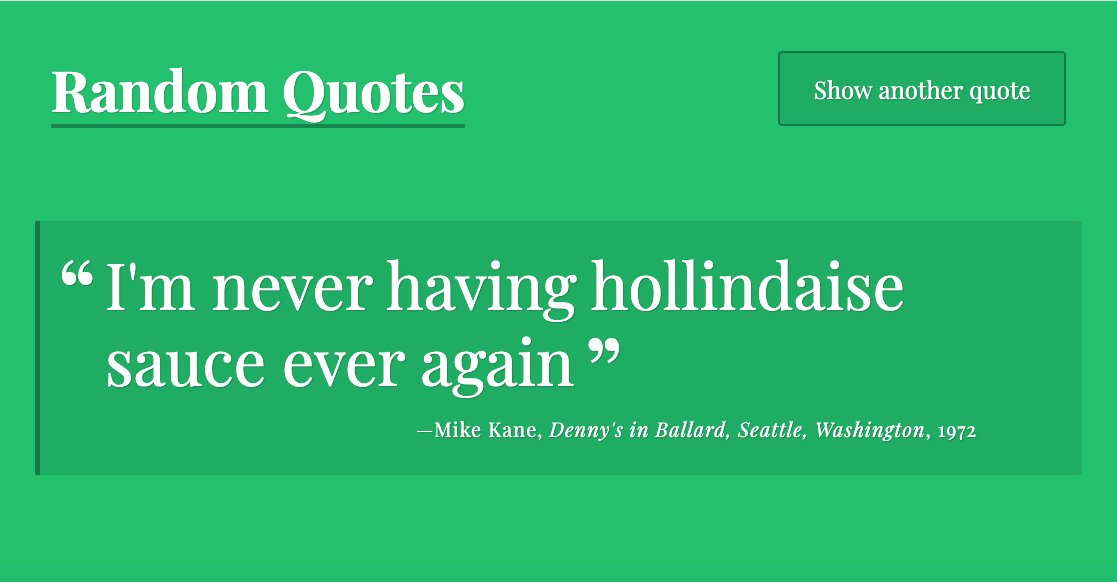 Random Quotes
Show another quote
“ I'm never having hollindaise
sauce ever again ”
—Mike Kane, Denny's in Ballard, Seattle, Washington, 1972